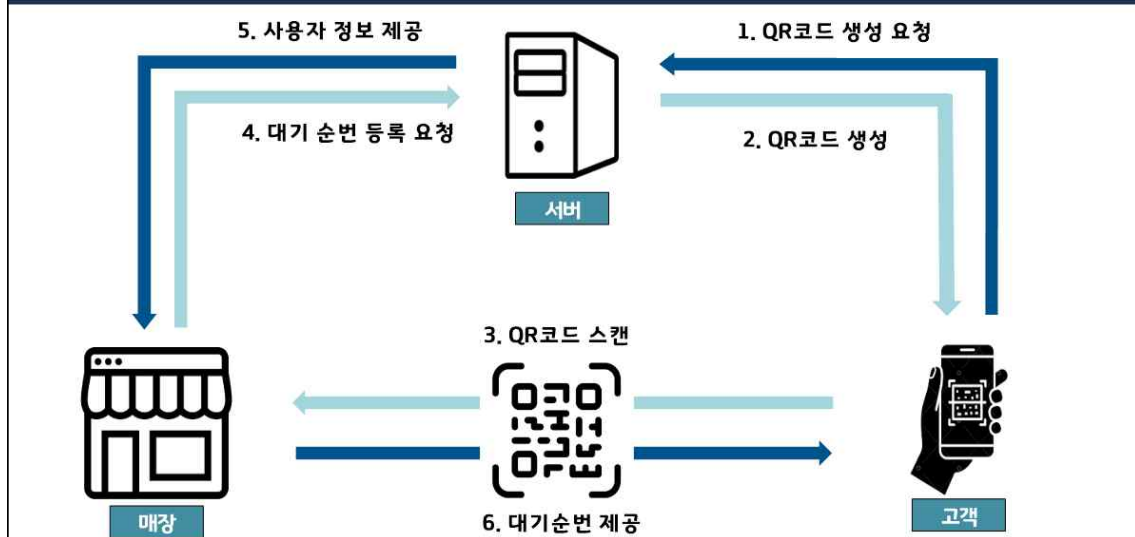 5. 사용자 정보 제공
1. QR코드 생성 요청
4. 대기 순번 등록 요청
2. QR코드 생성
서버
3. QR코드 스캔
매장
6. 대기순번 제공
고객